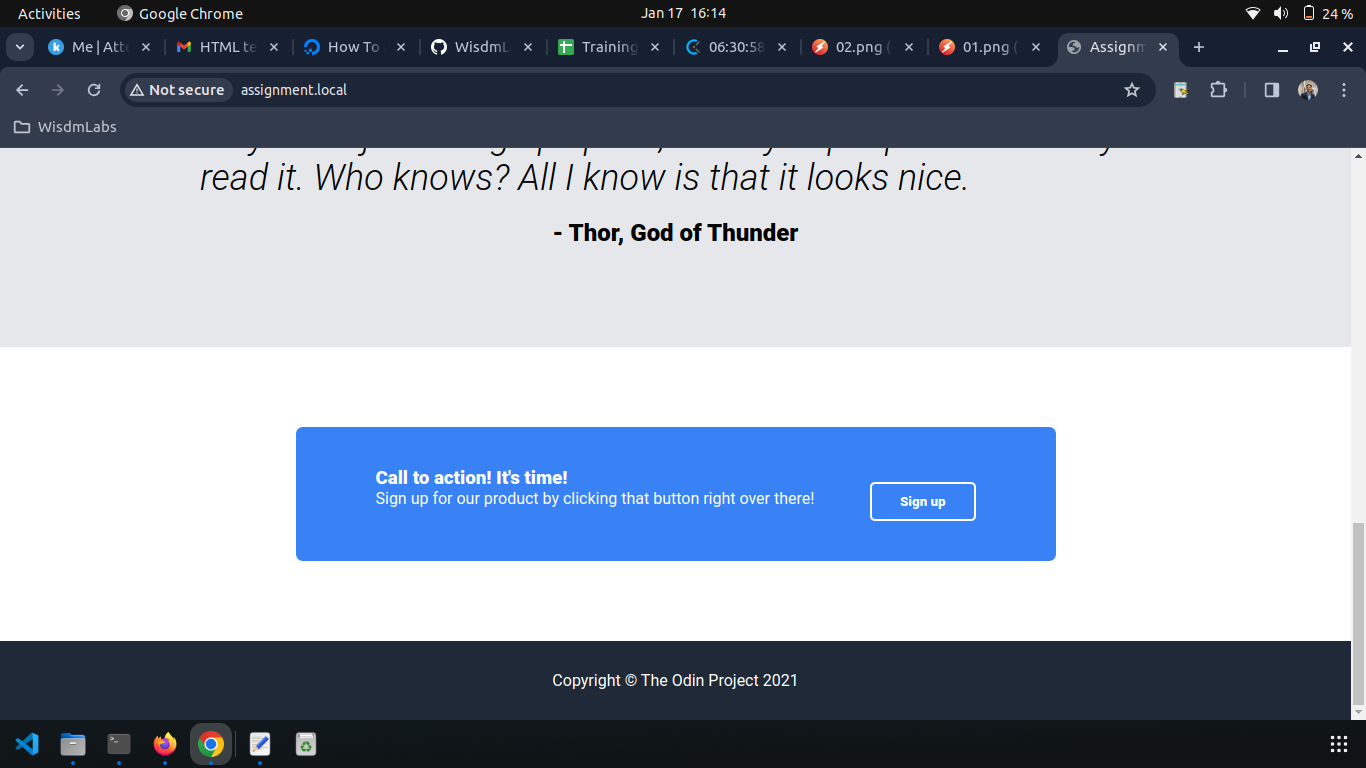 Activities
Google Chrome
Jan 17 16:14
24 %
Me | Atte
HTML te
How To
WisdmL
Training
06:30:58
02.png (
01.png (
Assignm
Not secure
assignment.local
WisdmLabs
read it. Who knows? All I know is that it looks nice.
- Thor, God of Thunder
Call to action! It's time!
Sign up for our product by clicking that button right over there!
Sign up
Copyright © The Odin Project 2021